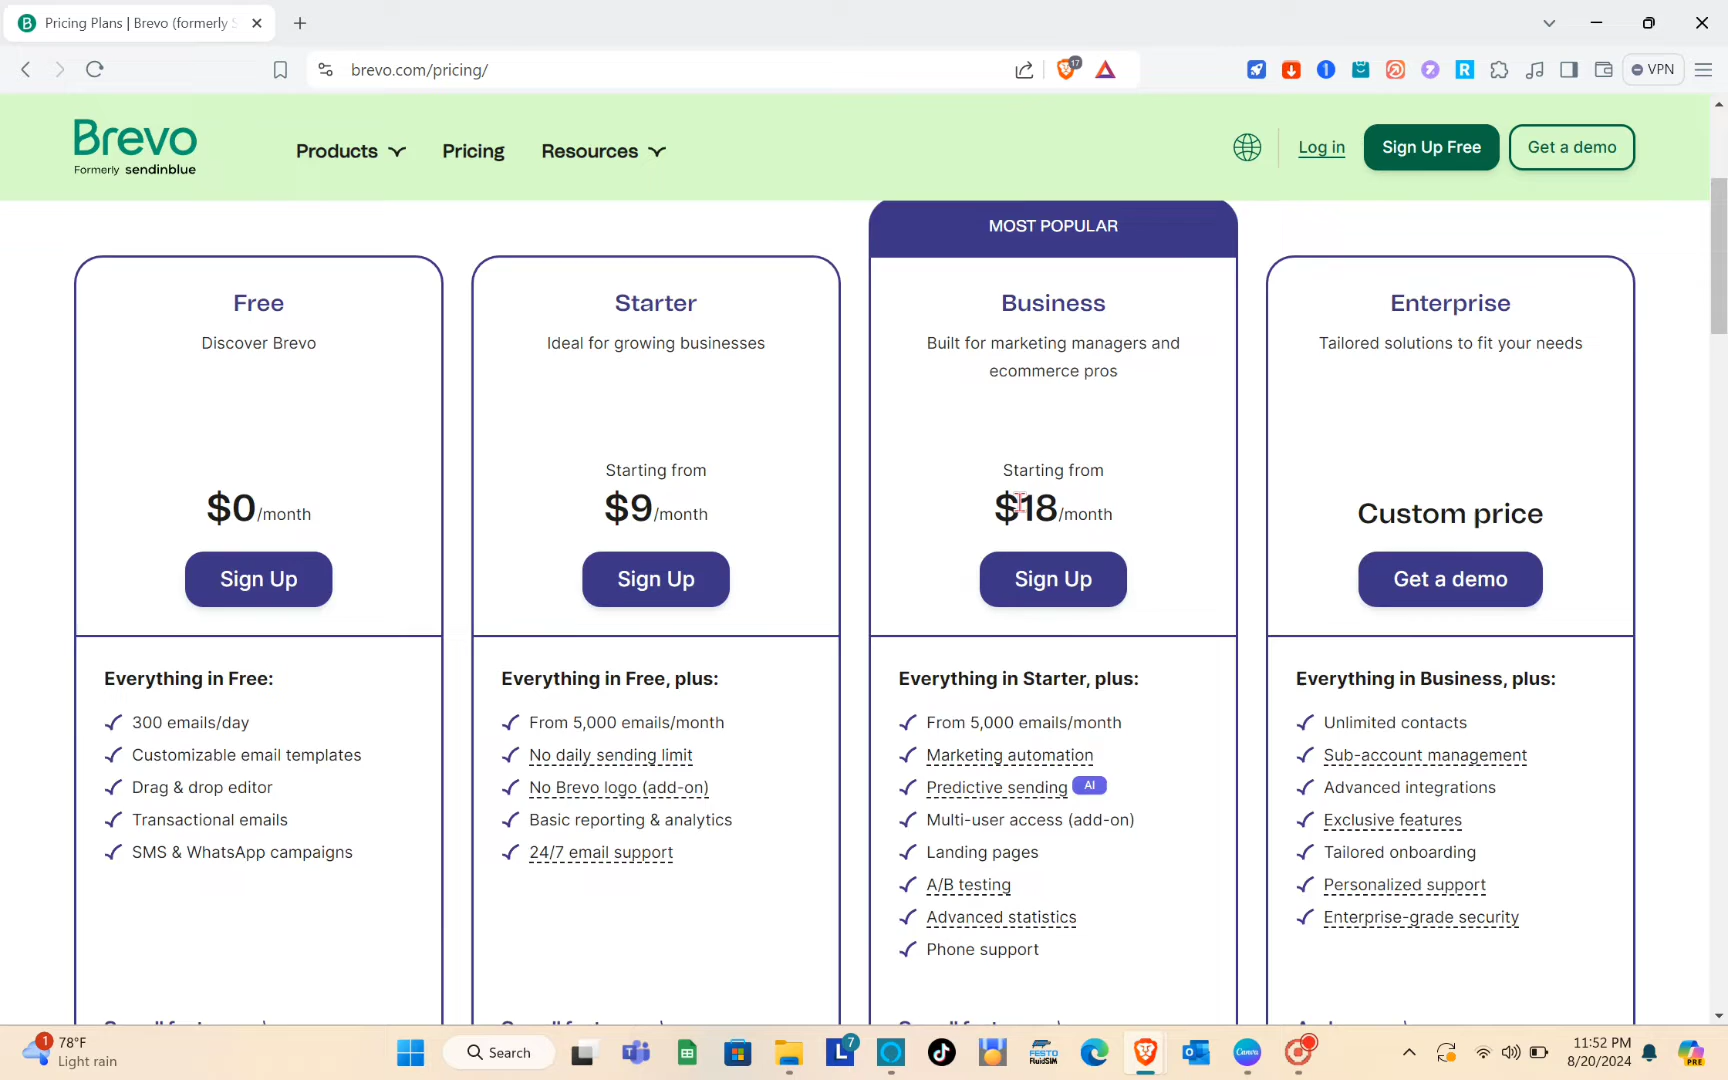 Pricing Plans | Brevo (formerly S
brevo.com/pricing/
17
VPN
Brevo
Formerly sendinblue
Products
Pricing
Resources
Log in
Sign Up Free
Get a demo
MOST POPULAR
Free
Discover Brevo
$0/month
Sign Up
Everything in Free:
300 emails/day
Customizable email templates
Drag & drop editor
Transactional emails
SMS & WhatsApp campaigns
Starter
Ideal for growing businesses
Starting from
$9/month
Sign Up
Everything in Free, plus:
From 5,000 emails/month
No daily sending limit
No Brevo logo (add-on)
Basic reporting & analytics
24/7 email support
Business
Built for marketing managers and
ecommerce pros
Starting from
$18/month
Sign Up
Everything in Starter, plus:
From 5,000 emails/month
Marketing automation
Predictive sending AI
Multi-user access (add-on)
Landing pages
A/B testing
Advanced statistics
Phone support
Enterprise
Tailored solutions to fit your needs
Custom price
Get a demo
Everything in Business, plus:
Unlimited contacts
Sub-account management
Advanced integrations
Exclusive features
Tailored onboarding
Personalized support
Enterprise-grade security
1
78°F
Light rain
Search
L
7
FESTO
FluidSIM
Canva
11:52 PM
8/20/2024
PRE